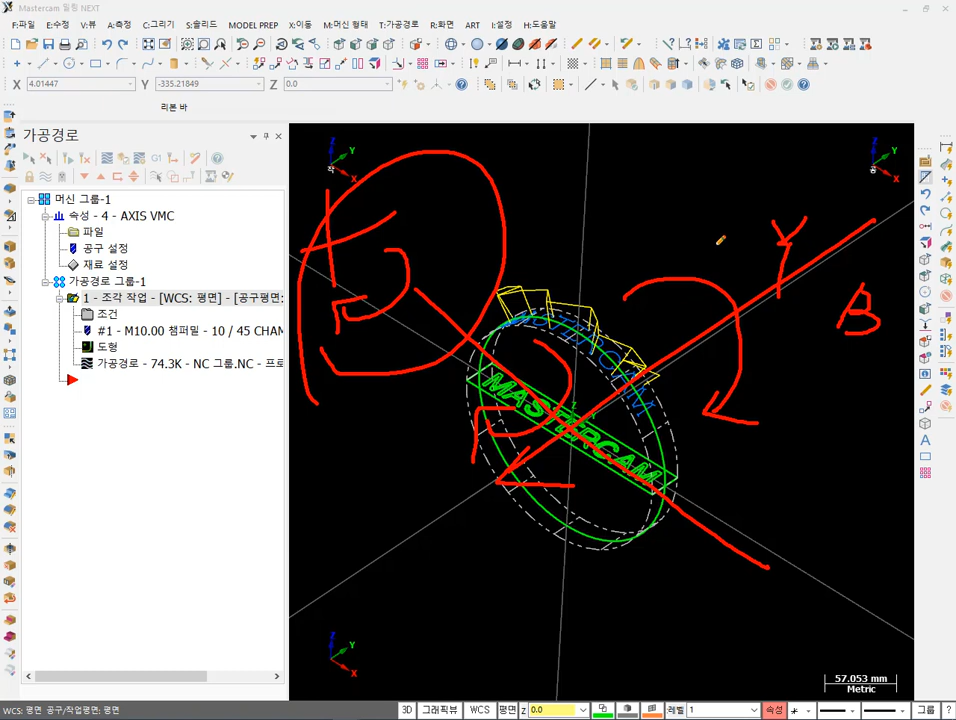 Mastercam 밀링 NEXT
F:파일 E:수정 V:뷰 A:측정 C:그리기 S:솔리드 MODEL PREP X:이동 M:머신 형태 T:가공경로 R:화면 ART I:설정 H:도움말
X 4.01447 Y -335.21849 Z 0.0
리본 바
가공경로
머신 그룹-1
속성 - 4 - AXIS VMC
파일
공구 설정
재료 설정
가공경로 그룹-1
1 - 조각 작업 - [WCS: 평면] - [공구평면:
조건
#1 - M10.00 챔퍼밀 - 10 / 45 CHAN
도형
가공경로 - 74.3K - NC 그룹.NC - 프로
Z Y X
Z Y X
Y
B
MASTERCAM
MASTERCAM
Z
Y
Z Y X
57.053 mm
Metric
WCS: 평면 공구/작업평면: 평면
3D 그래픽뷰 WCS 평면 Z 0.0 레벨 1 속성 그룹 ?